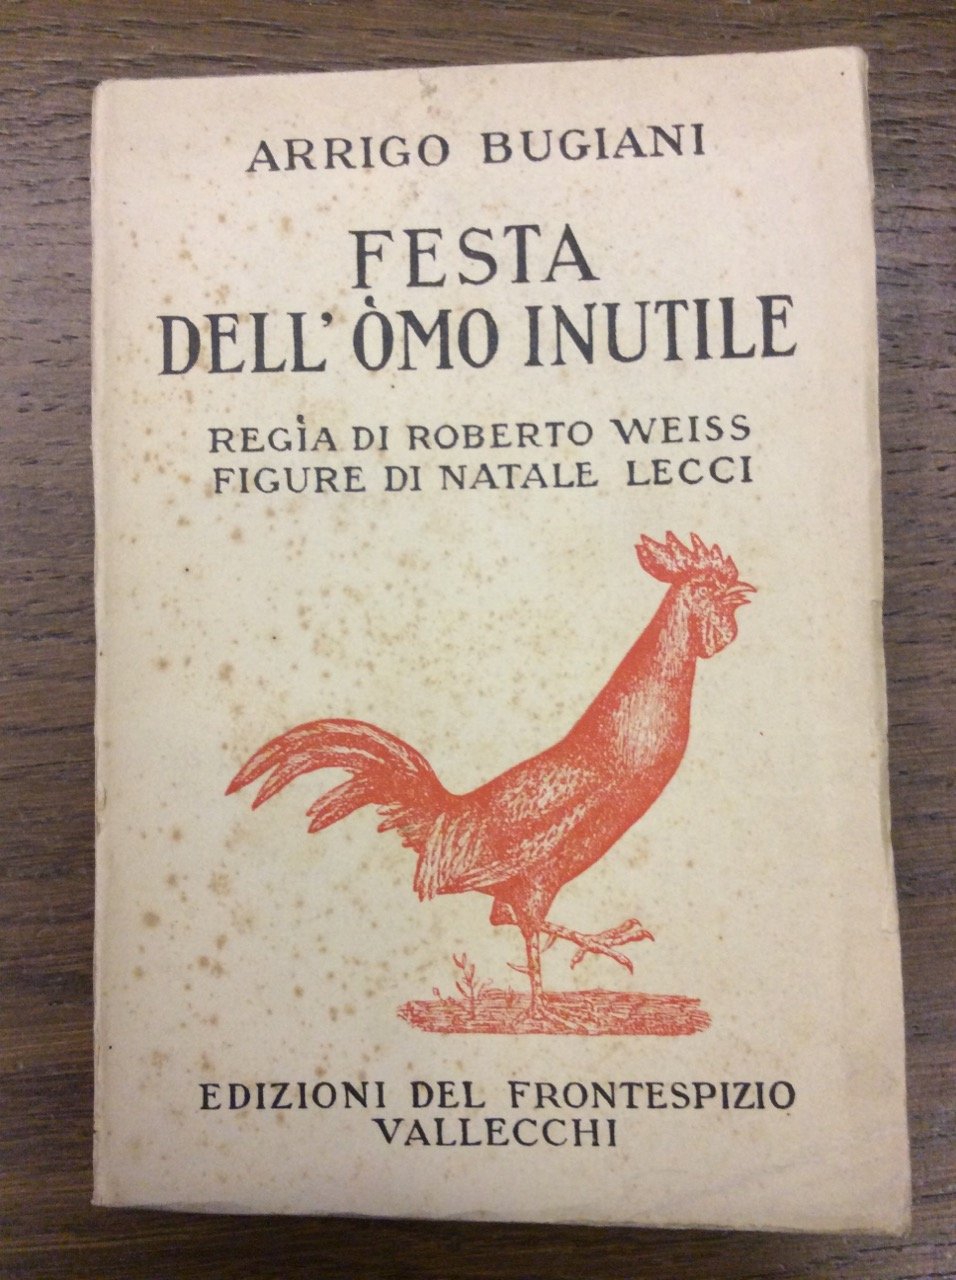 ARRIGO BUGIANI
FESTA
DELL'ÒMO INUTILE
REGÌA DI ROBERTO WEISS
FIGURE DI NATALE LECCI
EDIZIONI DEL FRONTESPIZIO
VALLECCHI